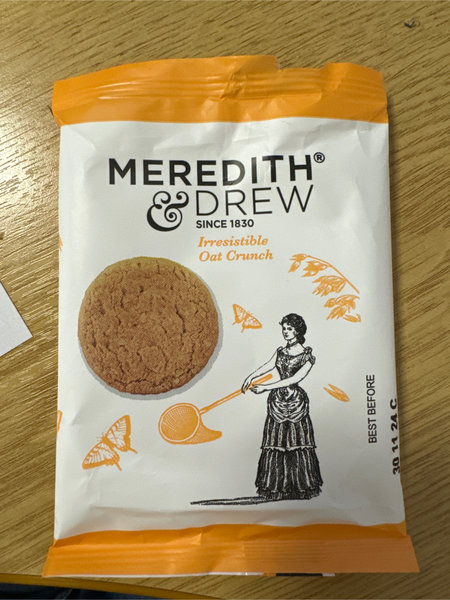 MEREDITH®
& DREW
SINCE 1830
Irresistible
Oat Crunch
BEST BEFORE
30 11 24 C